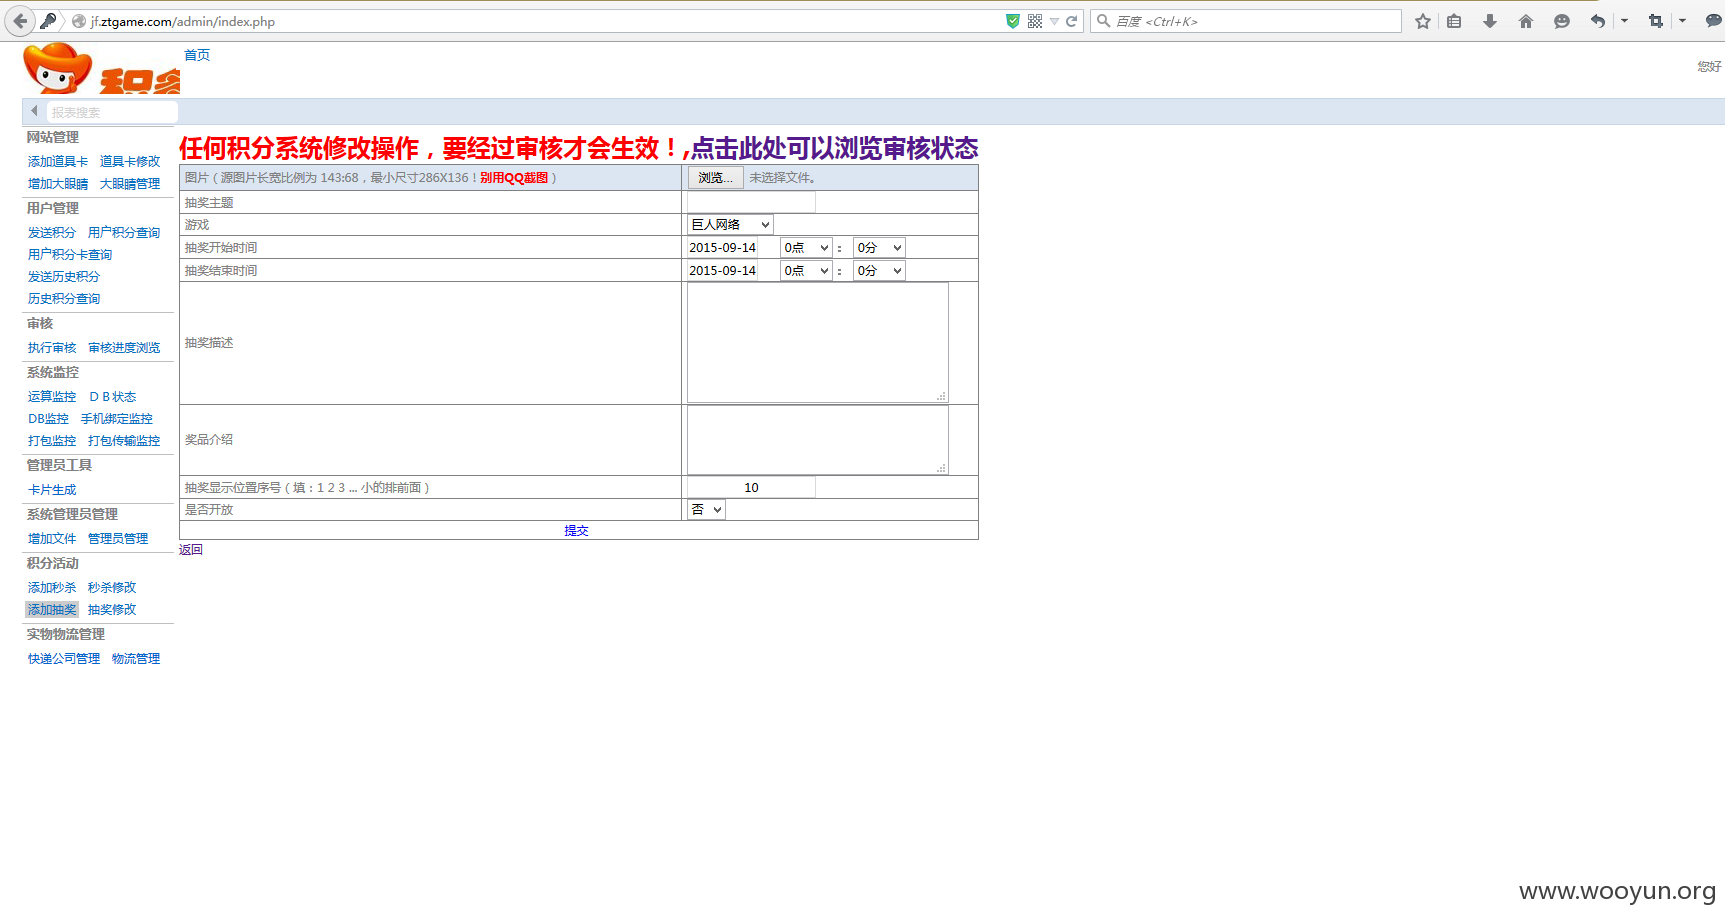 jf.ztgame.com/admin/index.php
百度 <Ctrl+K>
积
首页
您好
报表搜索
网站管理
添加道具卡 道具卡修改
增加大眼睛 大眼睛管理
用户管理
发送积分 用户积分查询
用户积分卡查询
发送历史积分
历史积分查询
审核
执行审核 审核进度浏览
系统监控
运算监控 ＤＢ状态
DB监控 手机绑定监控
打包监控 打包传输监控
管理员工具
卡片生成
系统管理员管理
增加文件 管理员管理
积分活动
添加秒杀 秒杀修改
添加抽奖 抽奖修改
实物物流管理
快递公司管理 物流管理
任何积分系统修改操作，要经过审核才会生效！,点击此处可以浏览审核状态
图片（源图片长宽比例为 143:68，最小尺寸286X136！别用QQ截图） 浏览... 未选择文件。
抽奖主题
游戏 巨人网络
抽奖开始时间 2015-09-14 0点 : 0分
抽奖结束时间 2015-09-14 0点 : 0分
抽奖描述
奖品介绍
抽奖显示位置序号（填：1 2 3 ... 小的排前面） 10
是否开放 否
提交
返回
www.wooyun.org